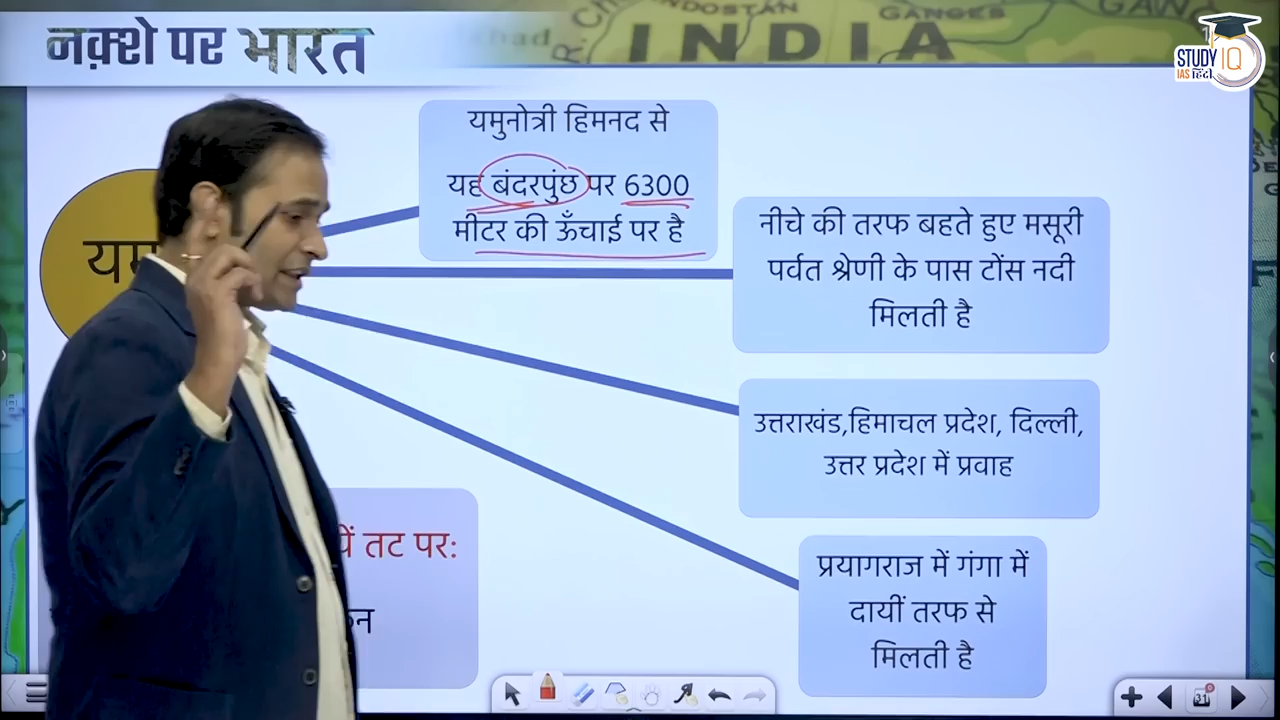 नक़्शे पर भारत
INDIA
GANGES
STUDY IQ
IAS हिंदी
यमुनोत्री हिमनद से
यह बंदरपुंछ पर 6300
मीटर की ऊँचाई पर है
नीचे की तरफ बहते हुए मसूरी
पर्वत श्रेणी के पास टोंस नदी
मिलती है
उत्तराखंड,हिमाचल प्रदेश, दिल्ली,
उत्तर प्रदेश में प्रवाह
तट पर:
प्रयागराज में गंगा में
दायीं तरफ से
मिलती है
31